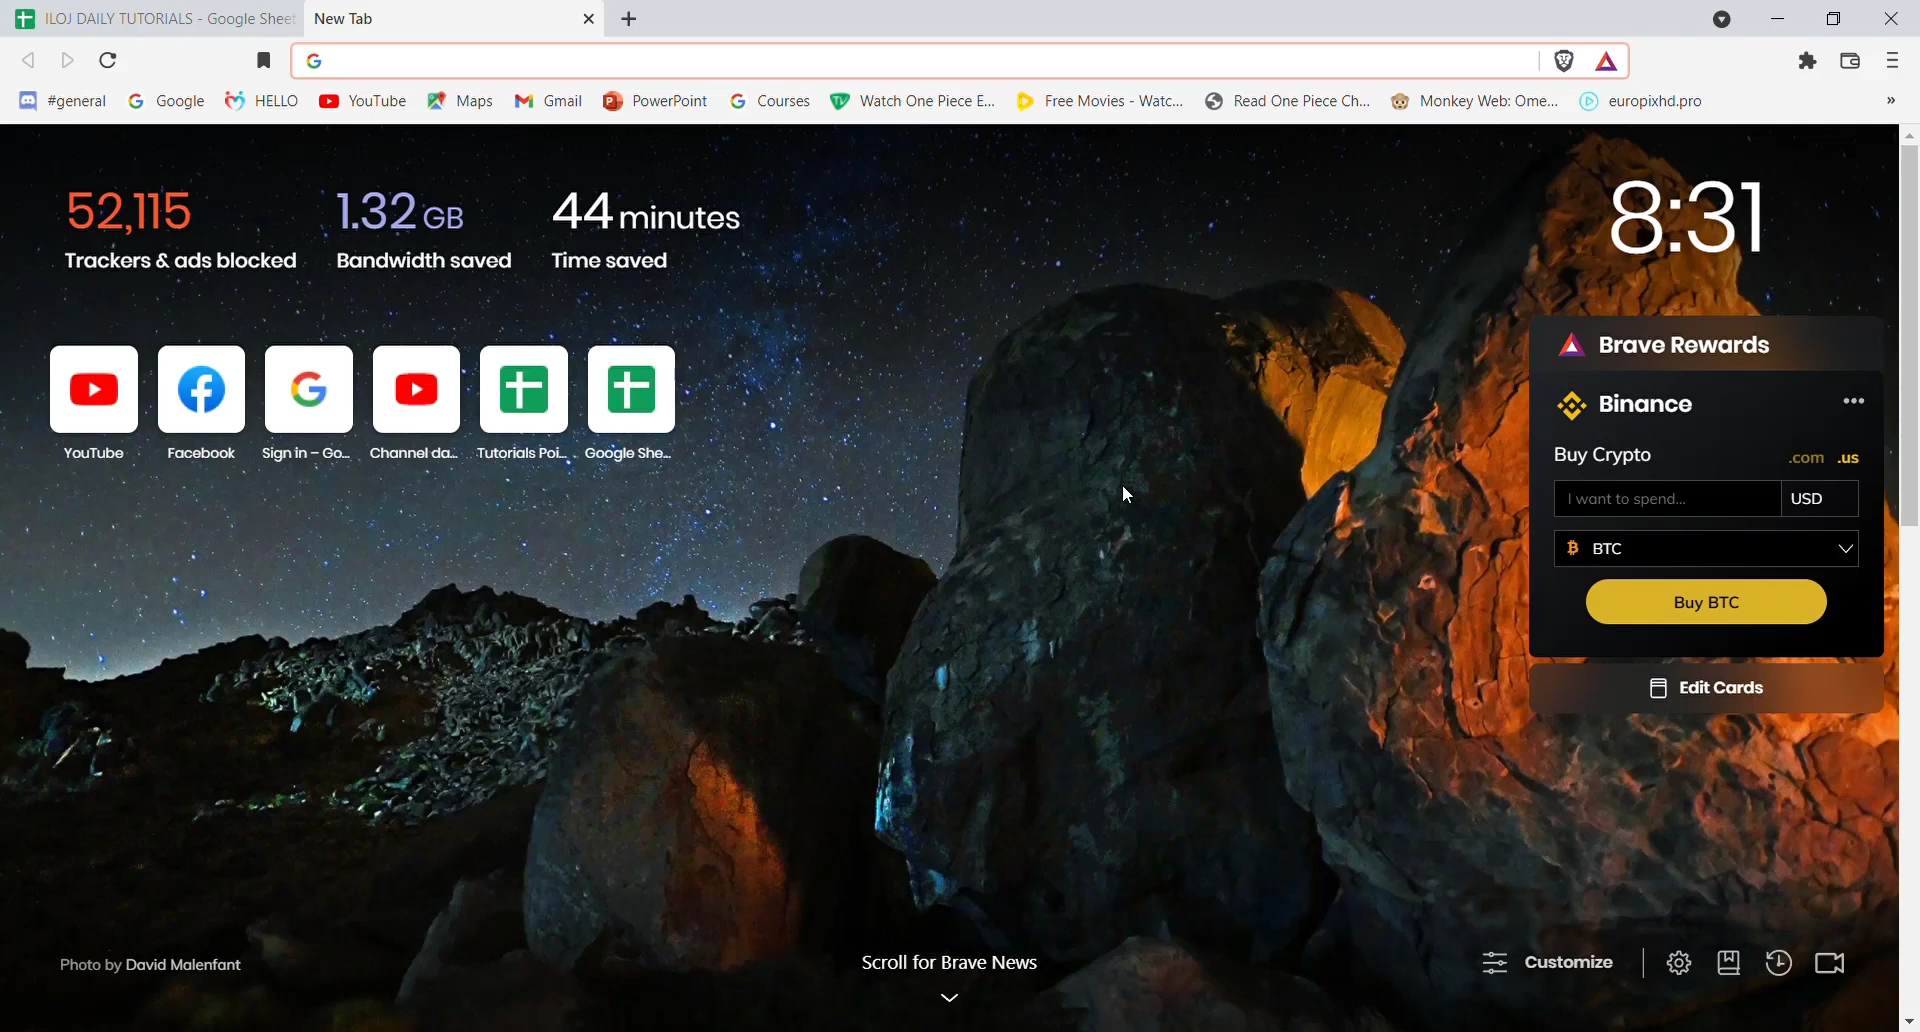 ILOJ DAILY TUTORIALS - Google Sheet
New Tab
#general
Google
HELLO
YouTube
Maps
Gmail
PowerPoint
Courses
Watch One Piece E...
Free Movies - Watc...
Read One Piece Ch...
Monkey Web: Ome...
europixhd.pro
52,115
1.32 GB
44 minutes
8:31
Trackers & ads blocked
Bandwidth saved
Time saved
Brave Rewards
Binance
Buy Crypto
.com .us
I want to spend...
USD
BTC
Buy BTC
Edit Cards
YouTube
Facebook
Sign in – Go...
Channel da...
Tutorials Poi...
Google She...
Photo by David Malenfant
Scroll for Brave News
Customize